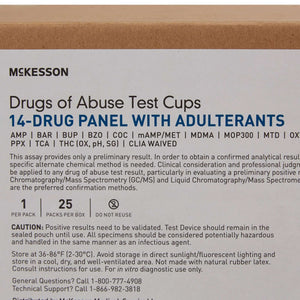 MCKESSON
Drugs of Abuse Test Cups
14-DRUG PANEL WITH ADULTERANTS
AMP | BAR | BUP | BZO | COC | mAMP/MET | MDMA | MOP300 | MTD | OX
PPX | TCA | THC (OX, pH, SG) | CLIA WAIVED
This assay provides only a preliminary result. In order to obtain a confirmed analytical resul
specific alternate chemical method is needed. Clinical consideration and professional judgm
be applied to any drug of abuse test result, particularly in evaluating a preliminary positive r
Chromatography/Mass Spectrometry (GC/MS) and Liquid Chromatography/Mass Spectrome
are the preferred confirmation methods.
1 25
PER PACK PACKS PER BOX DO NOT REUSE
CAUTION: Positive results need to be validated. Test Device should remain in the
sealed pouch until use. All specimens should be considered potentially hazardous
and handled in the same manner as an infectious agent.
Store at 36-86°F (2-30°C). Avoid storage in direct sunlight/fluorescent lighting and
store in a cool, dry, and well-ventilated area. Not made with natural rubber latex.
Consult instructions for use. For in vitro diagnostic use only.
General Questions? Call 1-800-777-4908
Technical Questions? Call 1-866-982-3818